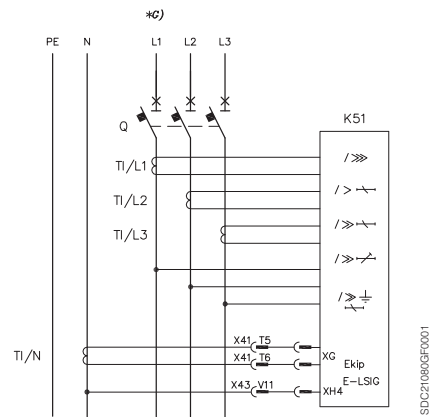 *G)
PE N L1 L2 L3
Q
K51
TI/L1
TI/L2
TI/L3
X41 T5
X41 T6
XG
TI/N
Ekip
E-LSIG
X43 V11
XH4
SDC21080GF0001